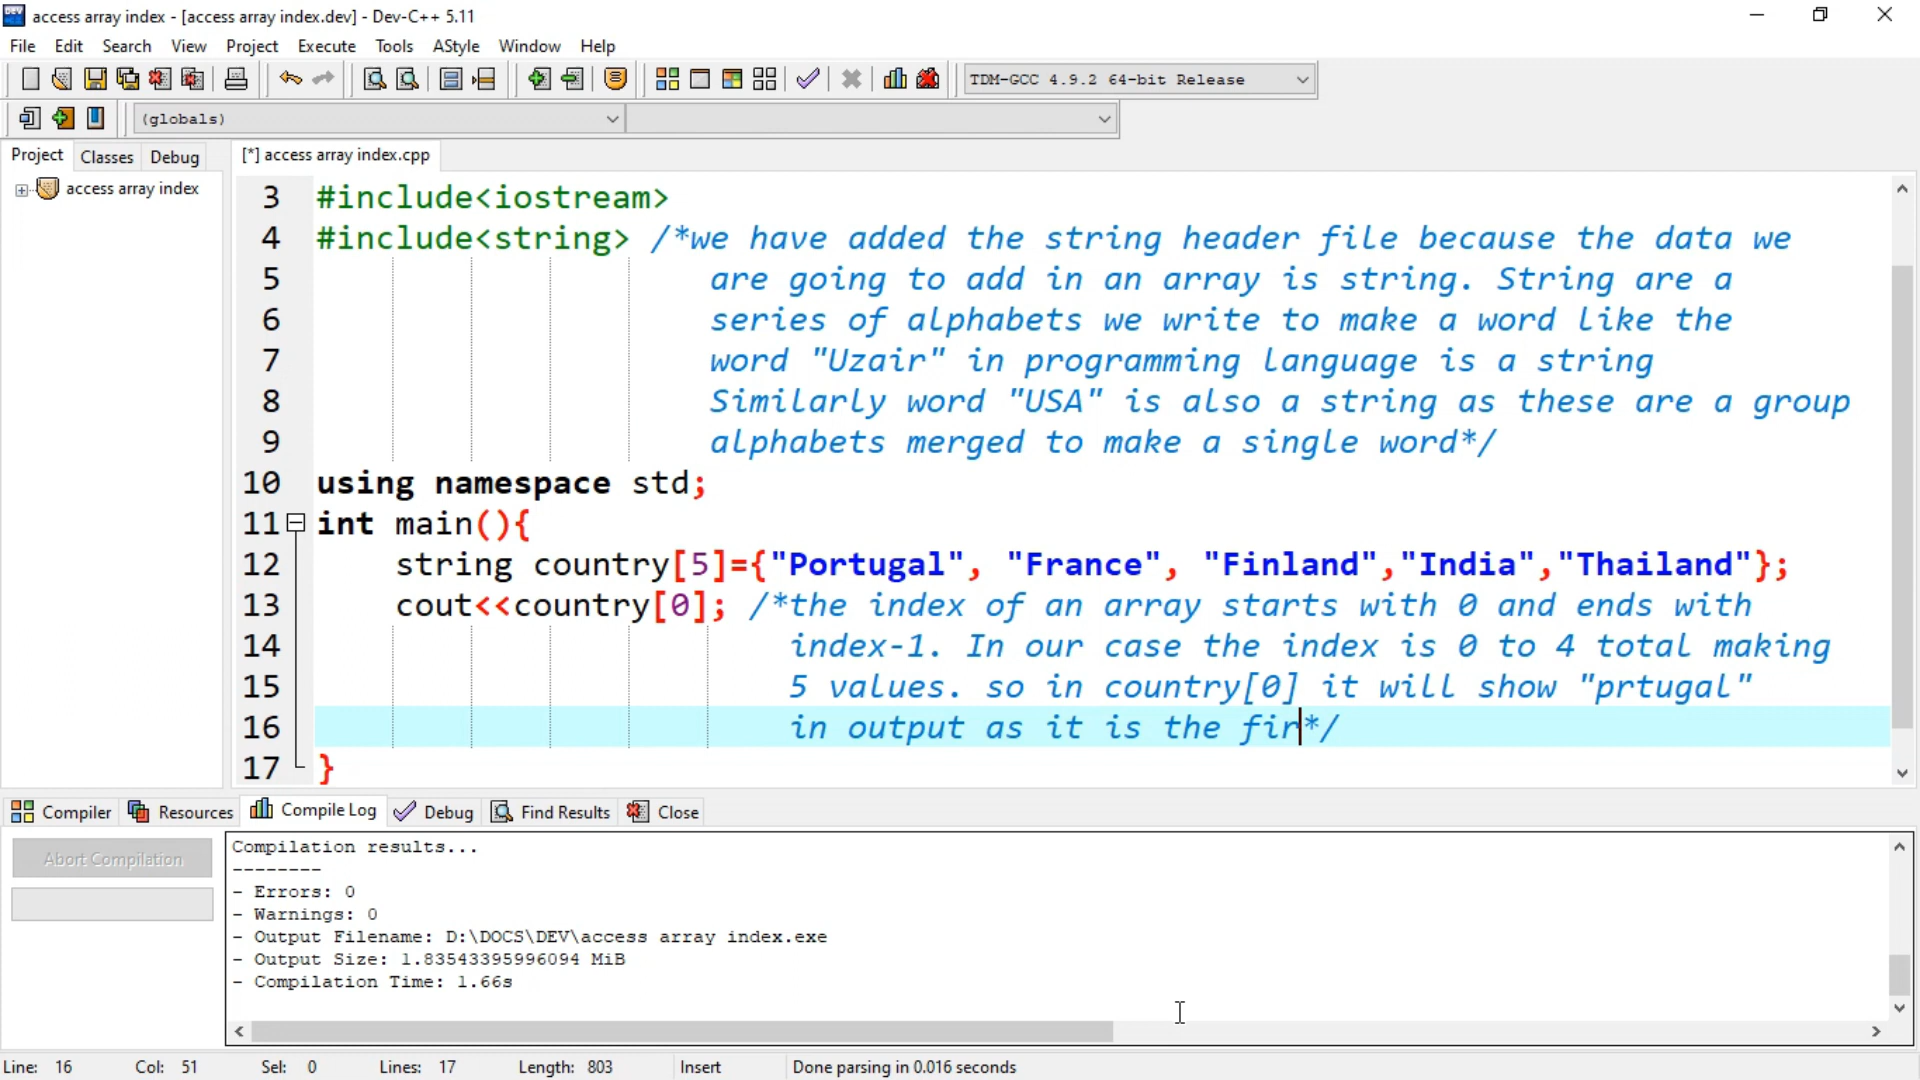 access array index - [access array index.dev] - Dev-C++ 5.11
File Edit Search View Project Execute Tools AStyle Window Help
TDM-GCC 4.9.2 64-bit Release
(globals)
Project Classes Debug
[*] access array index.cpp
access array index
3 #include<iostream>
4 #include<string> /*we have added the string header file because the data we
5 are going to add in an array is string. String are a
6 series of alphabets we write to make a word like the
7 word "Uzair" in programming language is a string
8 Similarly word "USA" is also a string as these are a group
9 alphabets merged to make a single word*/
10 using namespace std;
11 int main(){
12 string country[5]={"Portugal", "France", "Finland","India","Thailand"};
13 cout<<country[0]; /*the index of an array starts with 0 and ends with
14 index-1. In our case the index is 0 to 4 total making
15 5 values. so in country[0] it will show "prtugal"
16 in output as it is the fir*/
17 }
Compiler Resources Compile Log Debug Find Results Close
Abort Compilation
Compilation results...
--------
- Errors: 0
- Warnings: 0
- Output Filename: D:\DOCS\DEV\access array index.exe
- Output Size: 1.83543395996094 MiB
- Compilation Time: 1.66s
Line: 16 Col: 51 Sel: 0 Lines: 17 Length: 803 Insert Done parsing in 0.016 seconds